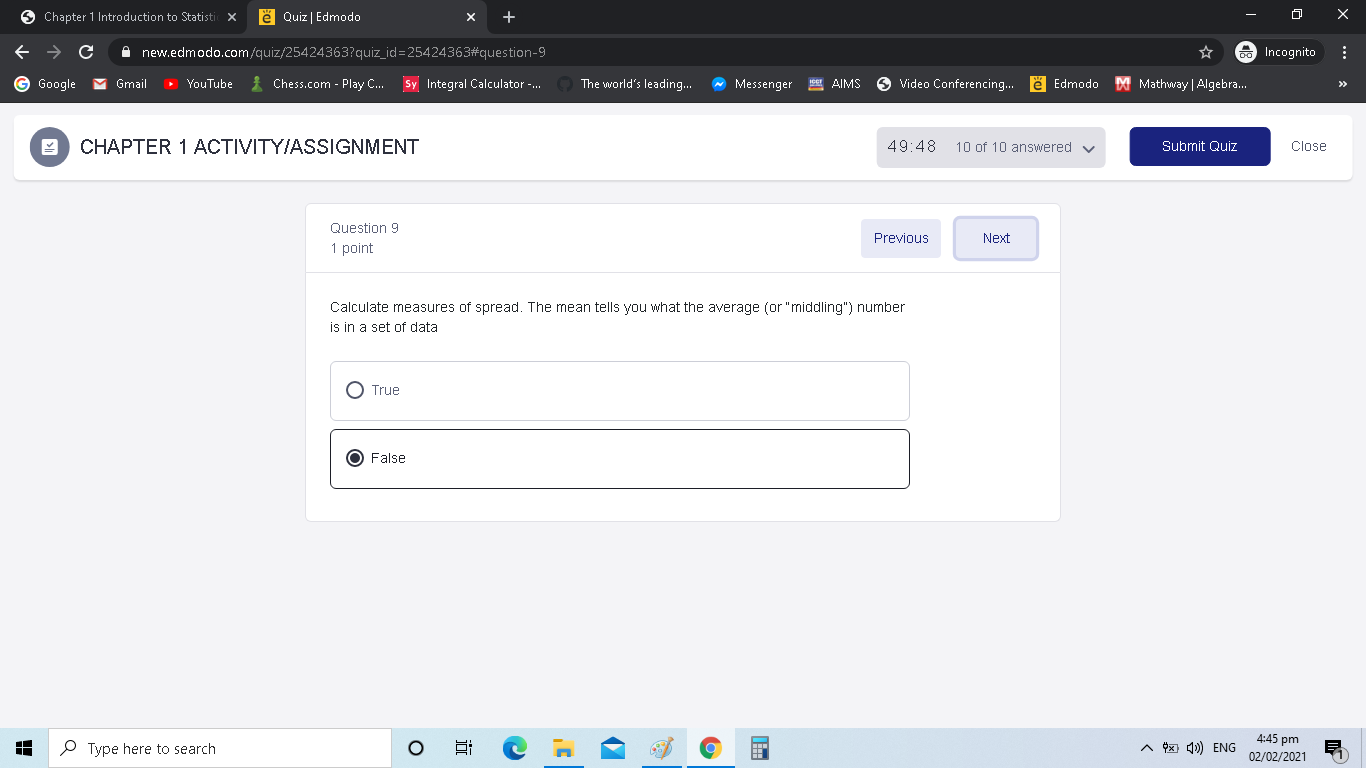 Chapter 1 Introduction to Statisti
Quiz | Edmodo
new.edmodo.com/quiz/25424363?quiz_id=25424363#question-9
Incognito
Google
Gmail
YouTube
Chess.com - Play C...
Sy
Integral Calculator -...
The world's leading...
Messenger
AIMS
Video Conferencing...
Edmodo
Mathway | Algebra...
»
CHAPTER 1 ACTIVITY/ASSIGNMENT
49:48 10 of 10 answered
Submit Quiz
Close
Question 9
1 point
Previous
Next
Calculate measures of spread. The mean tells you what the average (or "middling") number
is in a set of data
True
False
Type here to search
ENG
4:45 pm
02/02/2021
1